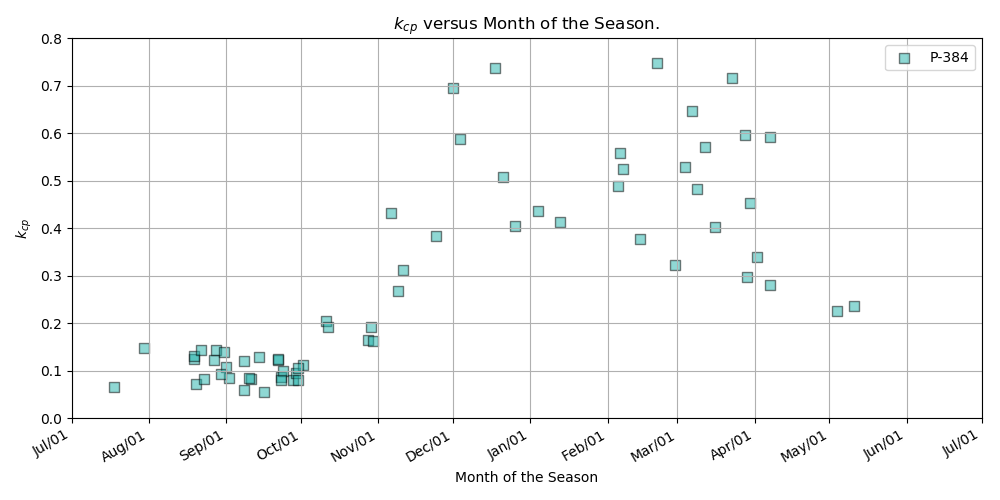 k_cp versus Month of the Season.
P-384
0.8
0.7
0.6
0.5
0.4
0.3
0.2
0.1
0.0
k_cp
Jul/01 Aug/01 Sep/01 Oct/01 Nov/01 Dec/01 Jan/01 Feb/01 Mar/01 Apr/01 May/01 Jun/01 Jul/01
Month of the Season